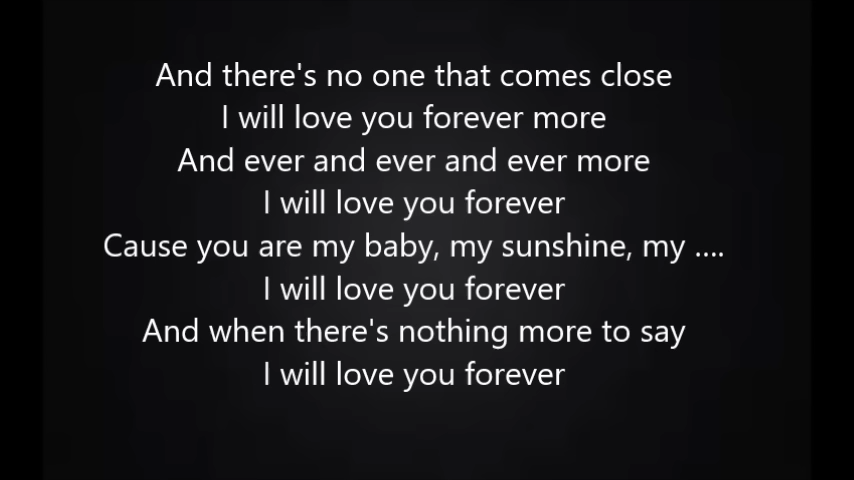 And there's no one that comes close
I will love you forever more
And ever and ever and ever more
I will love you forever
Cause you are my baby, my sunshine, my ....
I will love you forever
And when there's nothing more to say
I will love you forever